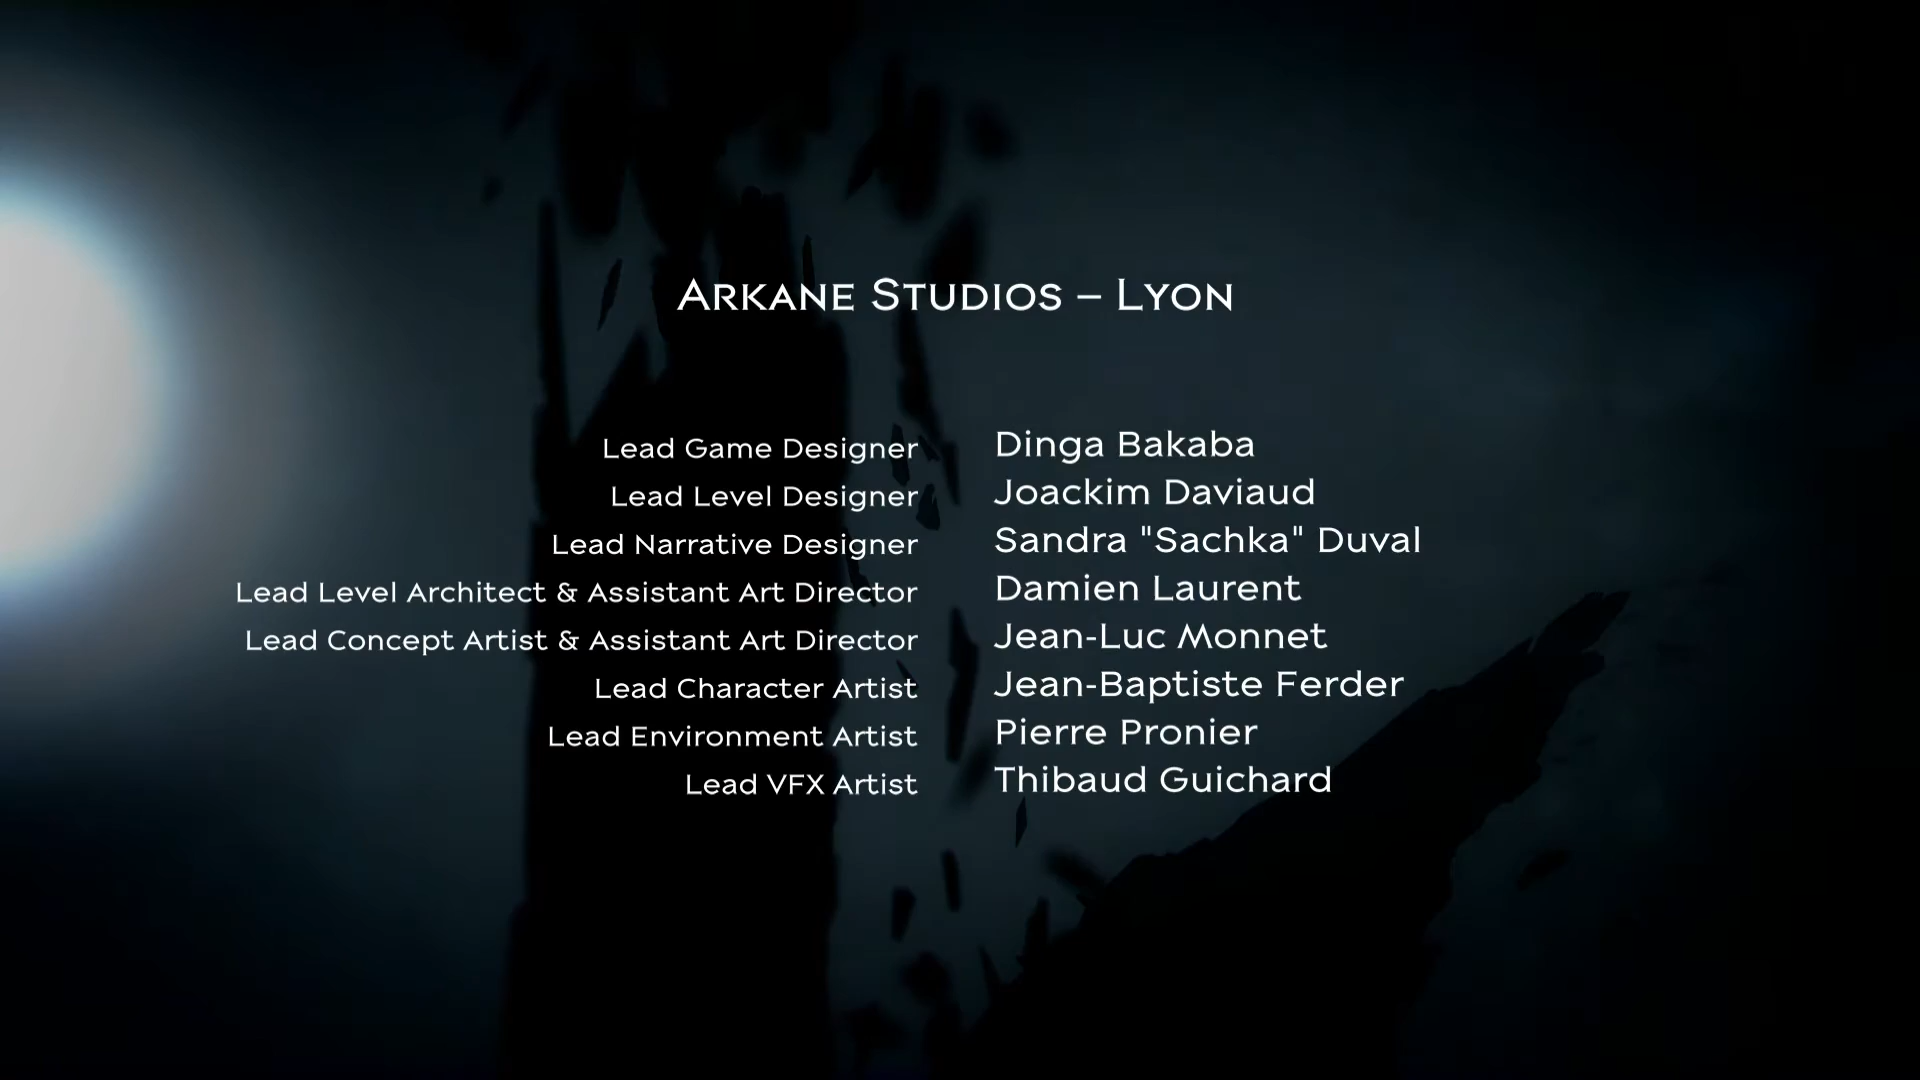 Arkane Studios – Lyon
Lead Game Designer Dinga Bakaba
Lead Level Designer Joackim Daviaud
Lead Narrative Designer Sandra "Sachka" Duval
Lead Level Architect & Assistant Art Director Damien Laurent
Lead Concept Artist & Assistant Art Director Jean-Luc Monnet
Lead Character Artist Jean-Baptiste Ferder
Lead Environment Artist Pierre Pronier
Lead VFX Artist Thibaud Guichard